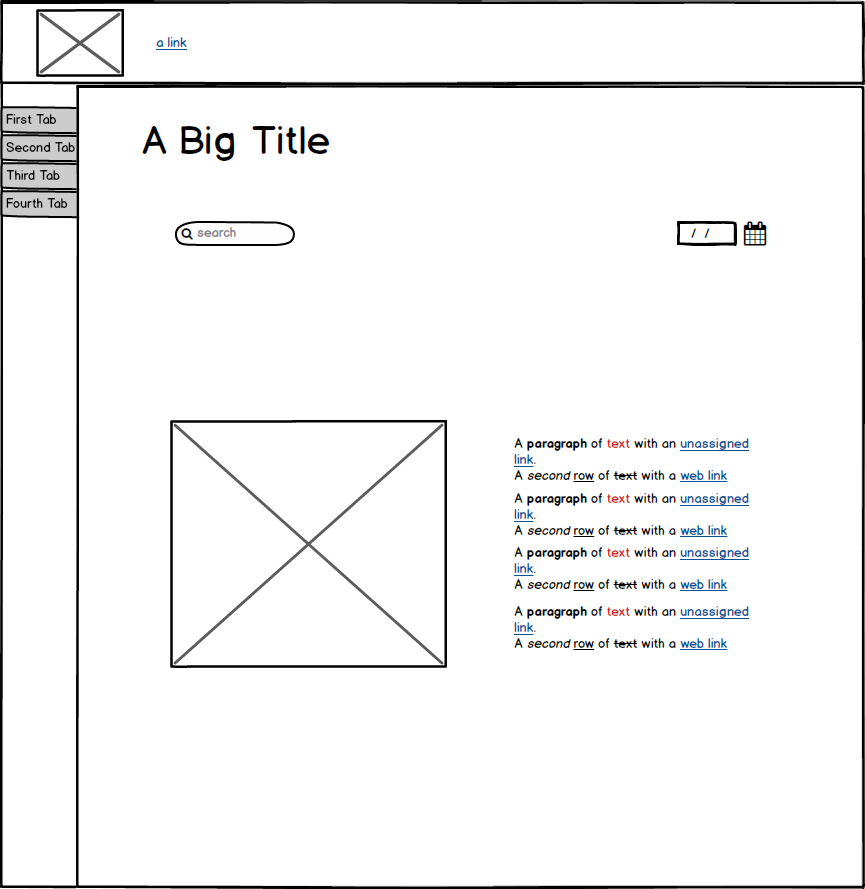 a link
First Tab
Second Tab
Third Tab
Fourth Tab
A Big Title
search
/ /
A paragraph of text with an unassigned
link.
A second row of text with a web link
A paragraph of text with an unassigned
link.
A second row of text with a web link
A paragraph of text with an unassigned
link.
A second row of text with a web link
A paragraph of text with an unassigned
link.
A second row of text with a web link